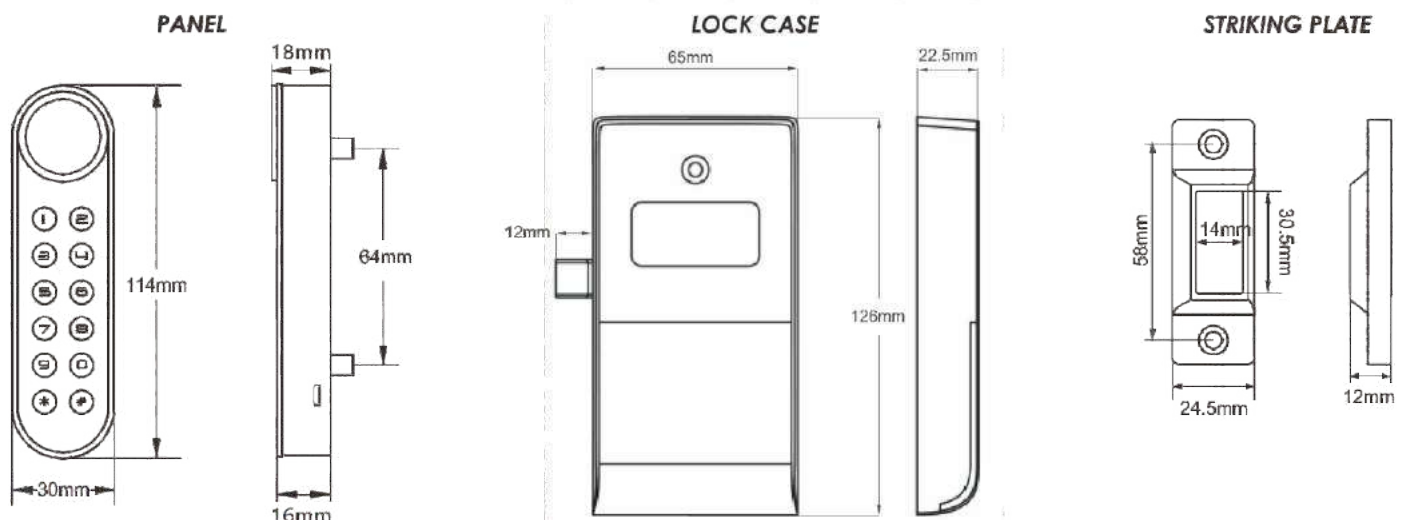 PANEL
18mm
1 2
3 4
5 6
7 8
9 0
* #
114mm
64mm
30mm
16mm
LOCK CASE
65mm
22.5mm
12mm
126mm
STRIKING PLATE
58mm
14mm
30.5mm
24.5mm
12mm